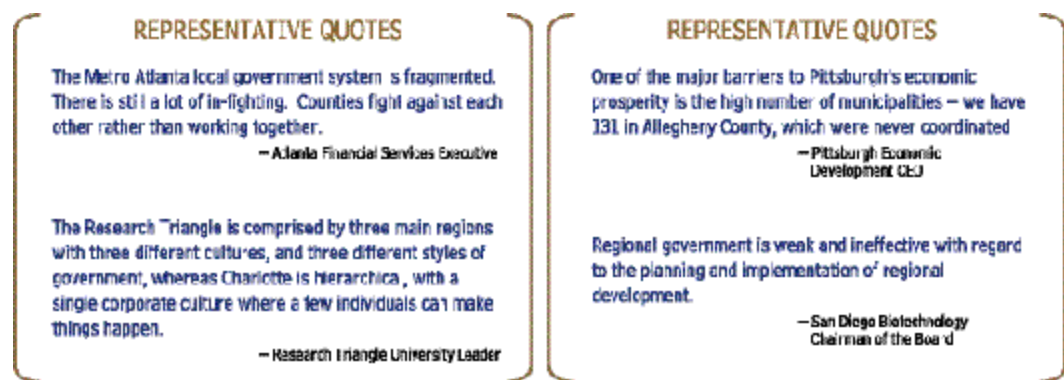 REPRESENTATIVE QUOTES
The Metro Atlanta local government system is fragmented.
There is still a lot of in-fighting. Counties fight against each
other rather than working together.
– Atlanta Financial Services Executive
The Research Triangle is comprised by three main regions
with three different cultures, and three different styles of
government, whereas Charlotte is hierarchical, with a
single corporate culture where a few individuals can make
things happen.
– Research Triangle University Leader
REPRESENTATIVE QUOTES
One of the major barriers to Pittsburgh's economic
prosperity is the high number of municipalities – we have
131 in Alleghery County, which were never coordinated
– Pittsburgh Economic
Development CEO
Regional government is weak and ineffective with regard
to the planning and implementation of regional
development.
– San Diego Biotechnology
Chairman of the Board